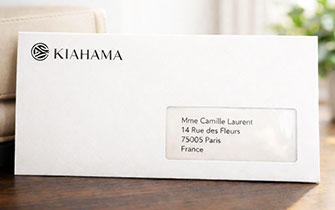 KIAHAMA
Mme Camille Laurent
14 Rue des Fleurs
75005 Paris
France